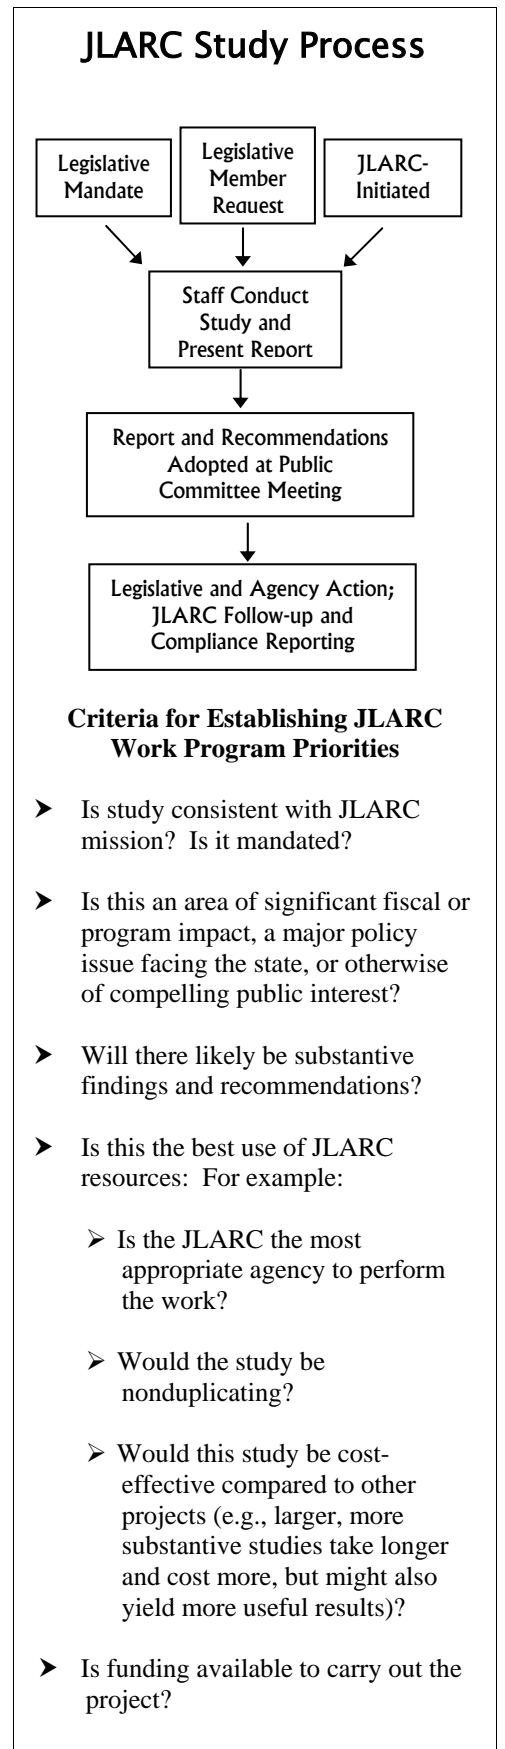 JLARC Study Process
Legislative
Mandate
Legislative
Member
Request
JLARC-
Initiated
Staff Conduct
Study and
Present Report
Report and Recommendations
Adopted at Public
Committee Meeting
Legislative and Agency Action;
JLARC Follow-up and
Compliance Reporting
Criteria for Establishing JLARC
Work Program Priorities
➤ Is study consistent with JLARC
mission? Is it mandated?
➤ Is this an area of significant fiscal or
program impact, a major policy
issue facing the state, or otherwise
of compelling public interest?
➤ Will there likely be substantive
findings and recommendations?
➤ Is this the best use of JLARC
resources: For example:
➢ Is the JLARC the most
appropriate agency to perform
the work?
➢ Would the study be
nonduplicating?
➢ Would this study be cost-
effective compared to other
projects (e.g., larger, more
substantive studies take longer
and cost more, but might also
yield more useful results)?
➤ Is funding available to carry out the
project?